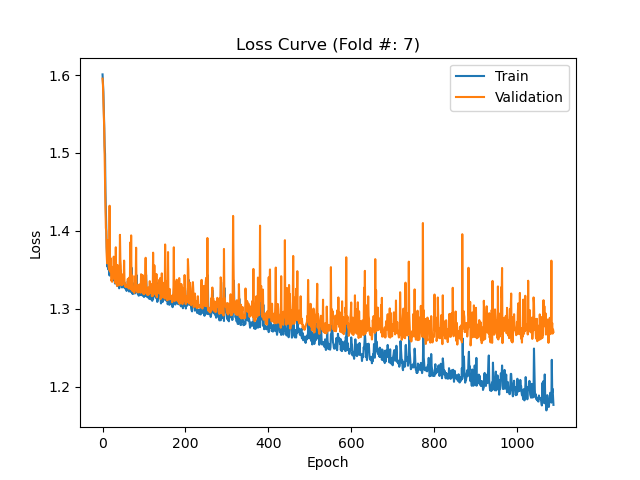 Loss Curve (Fold #: 7)
Train
Validation
Loss
1.6
1.5
1.4
1.3
1.2
0 200 400 600 800 1000
Epoch